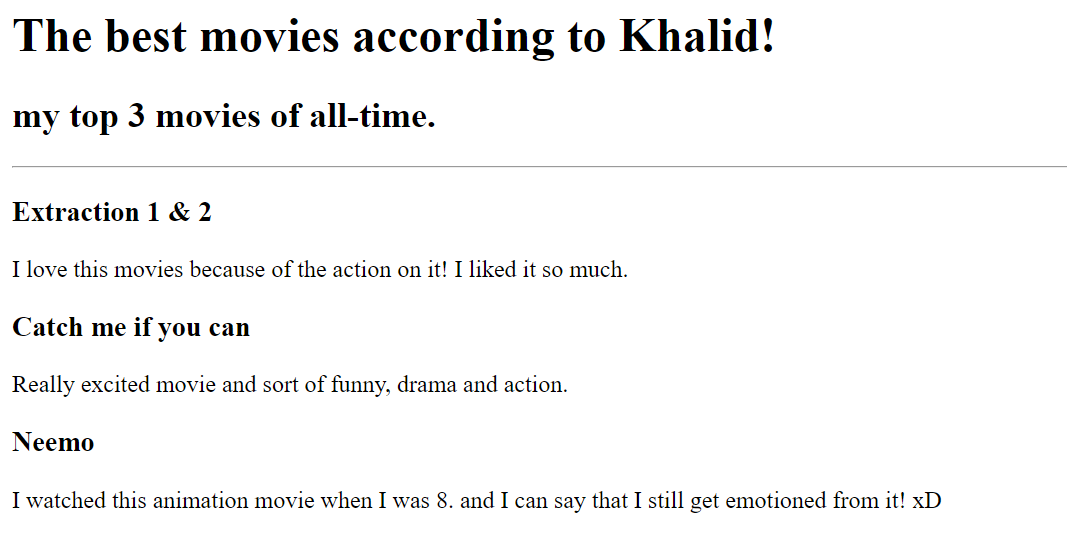 The best movies according to Khalid!
my top 3 movies of all-time.
Extraction 1 & 2
I love this movies because of the action on it! I liked it so much.
Catch me if you can
Really excited movie and sort of funny, drama and action.
Neemo
I watched this animation movie when I was 8. and I can say that I still get emotioned from it! xD